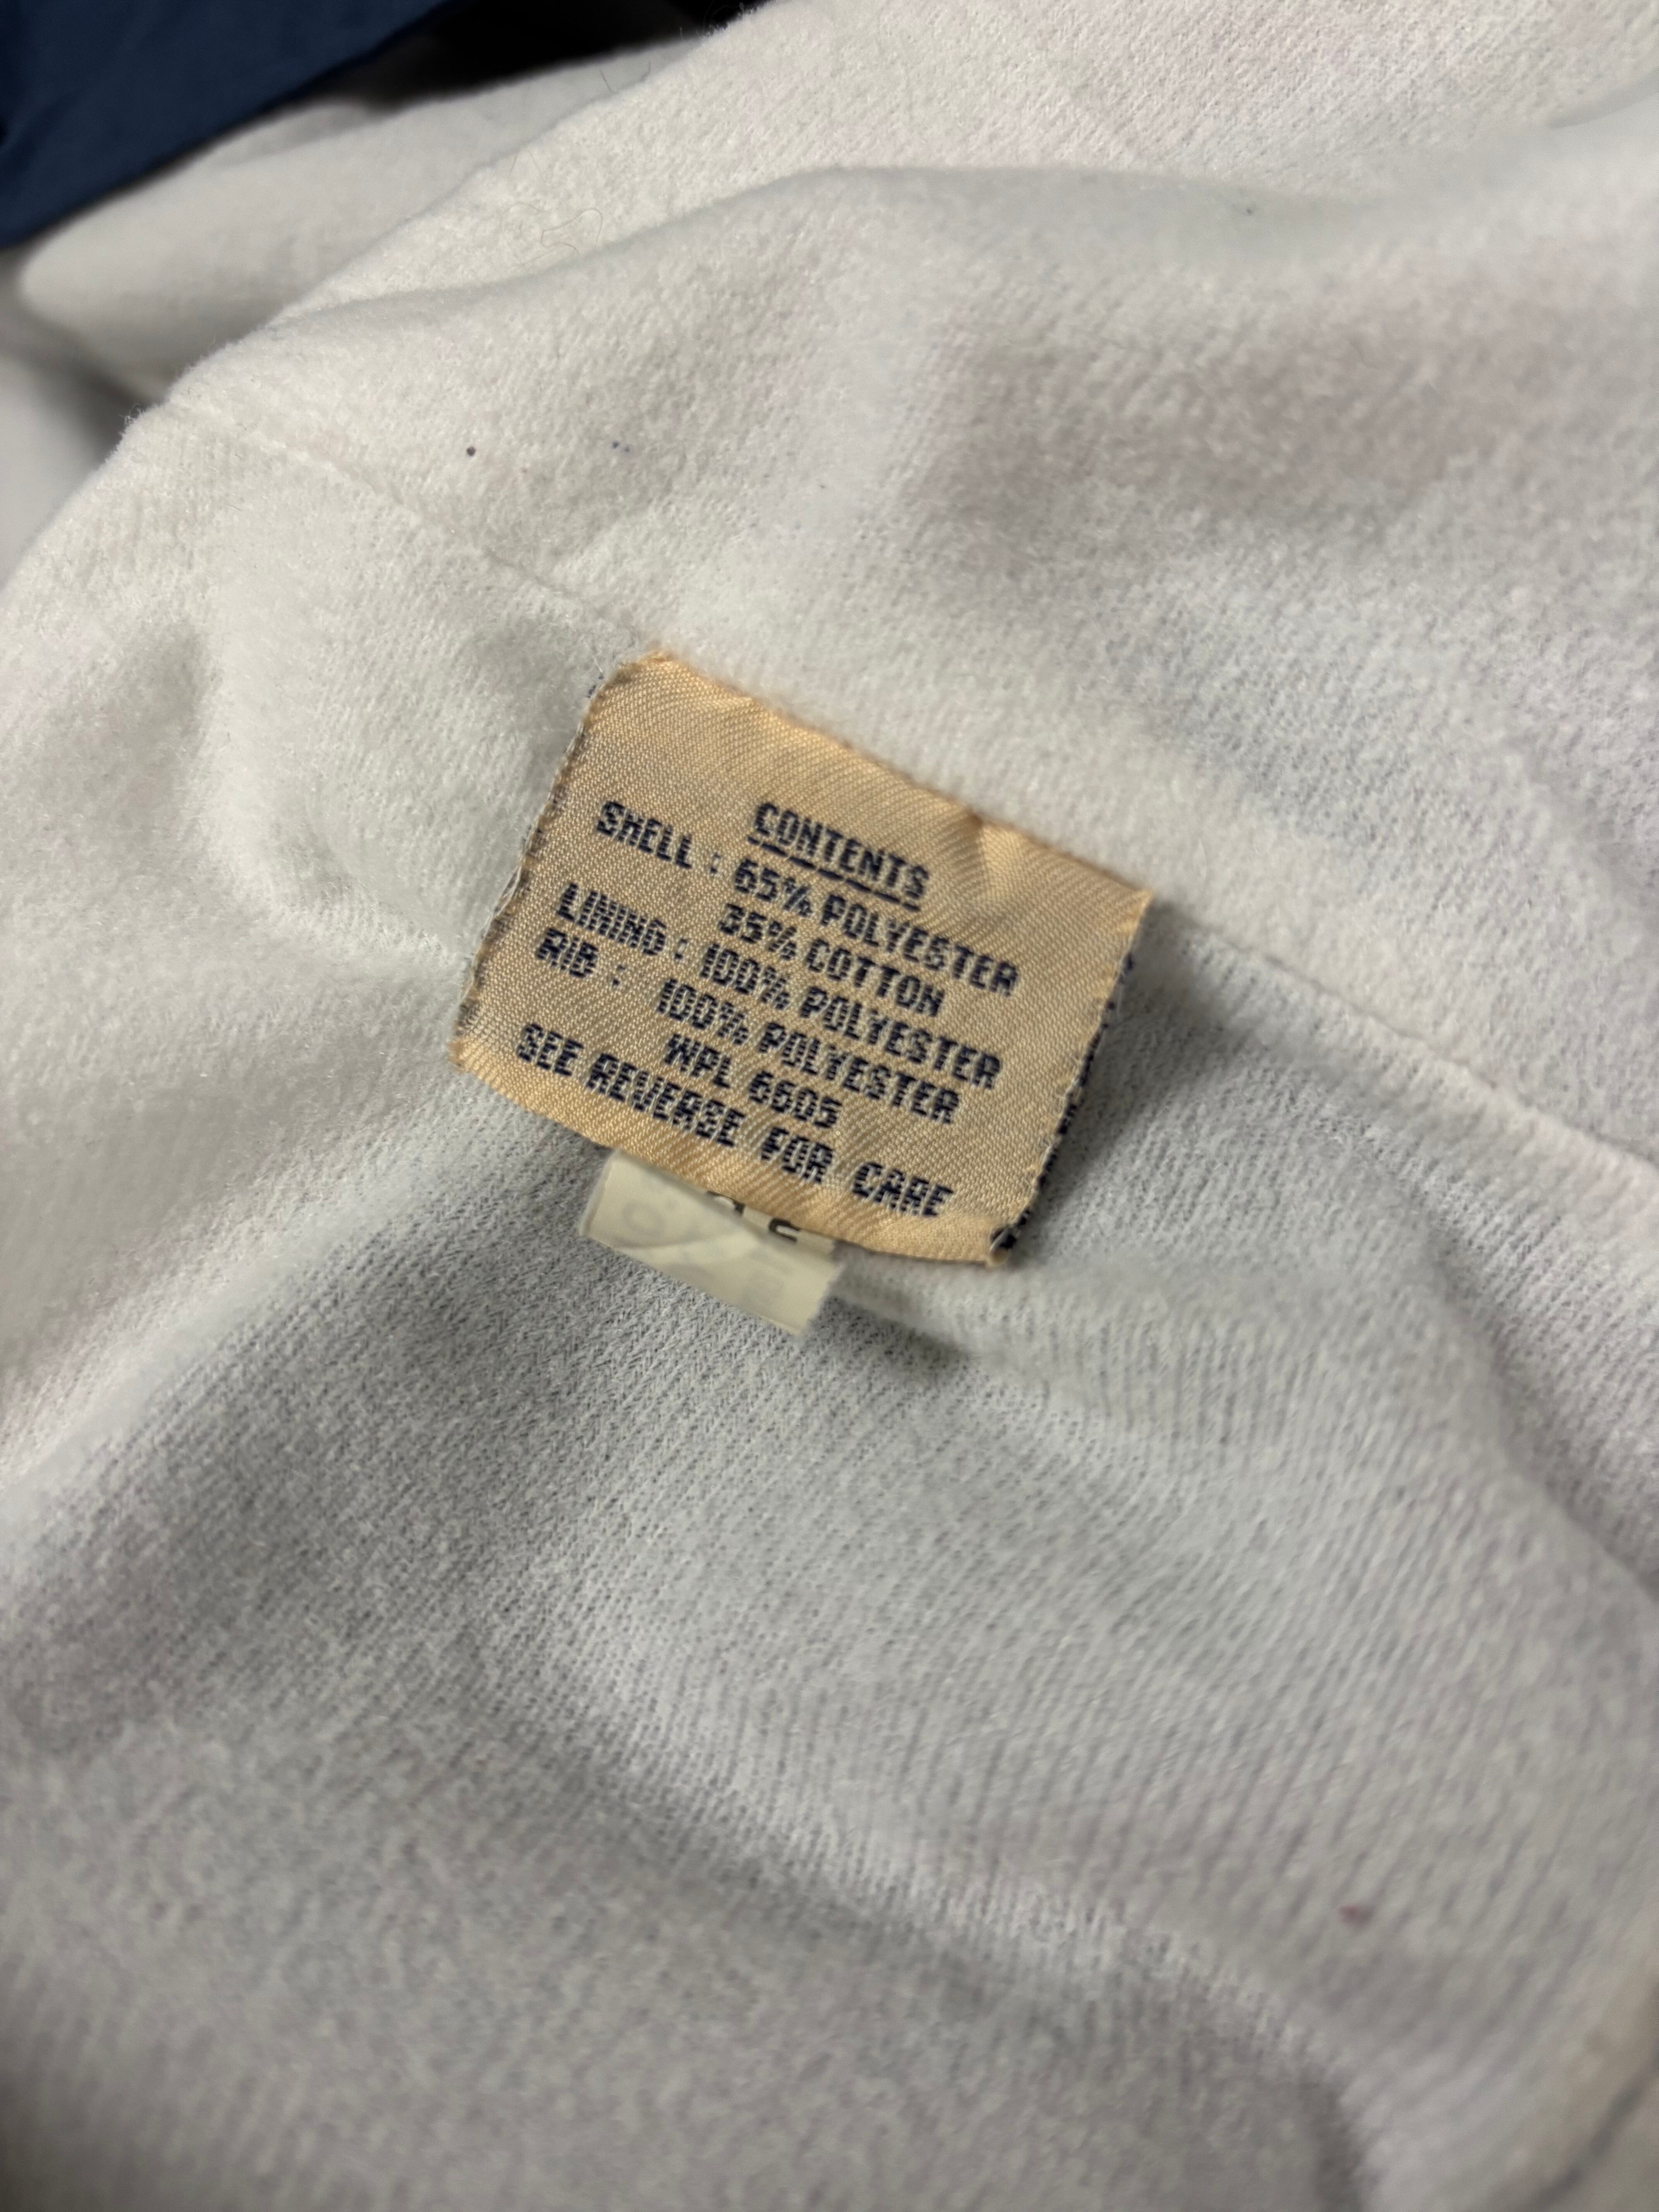 CONTENTS
SHELL : 65% POLYESTER
35% COTTON
LINING : 100% POLYESTER
RIB : 100% POLYESTER
WPL 6605
SEE REVERSE FOR CARE